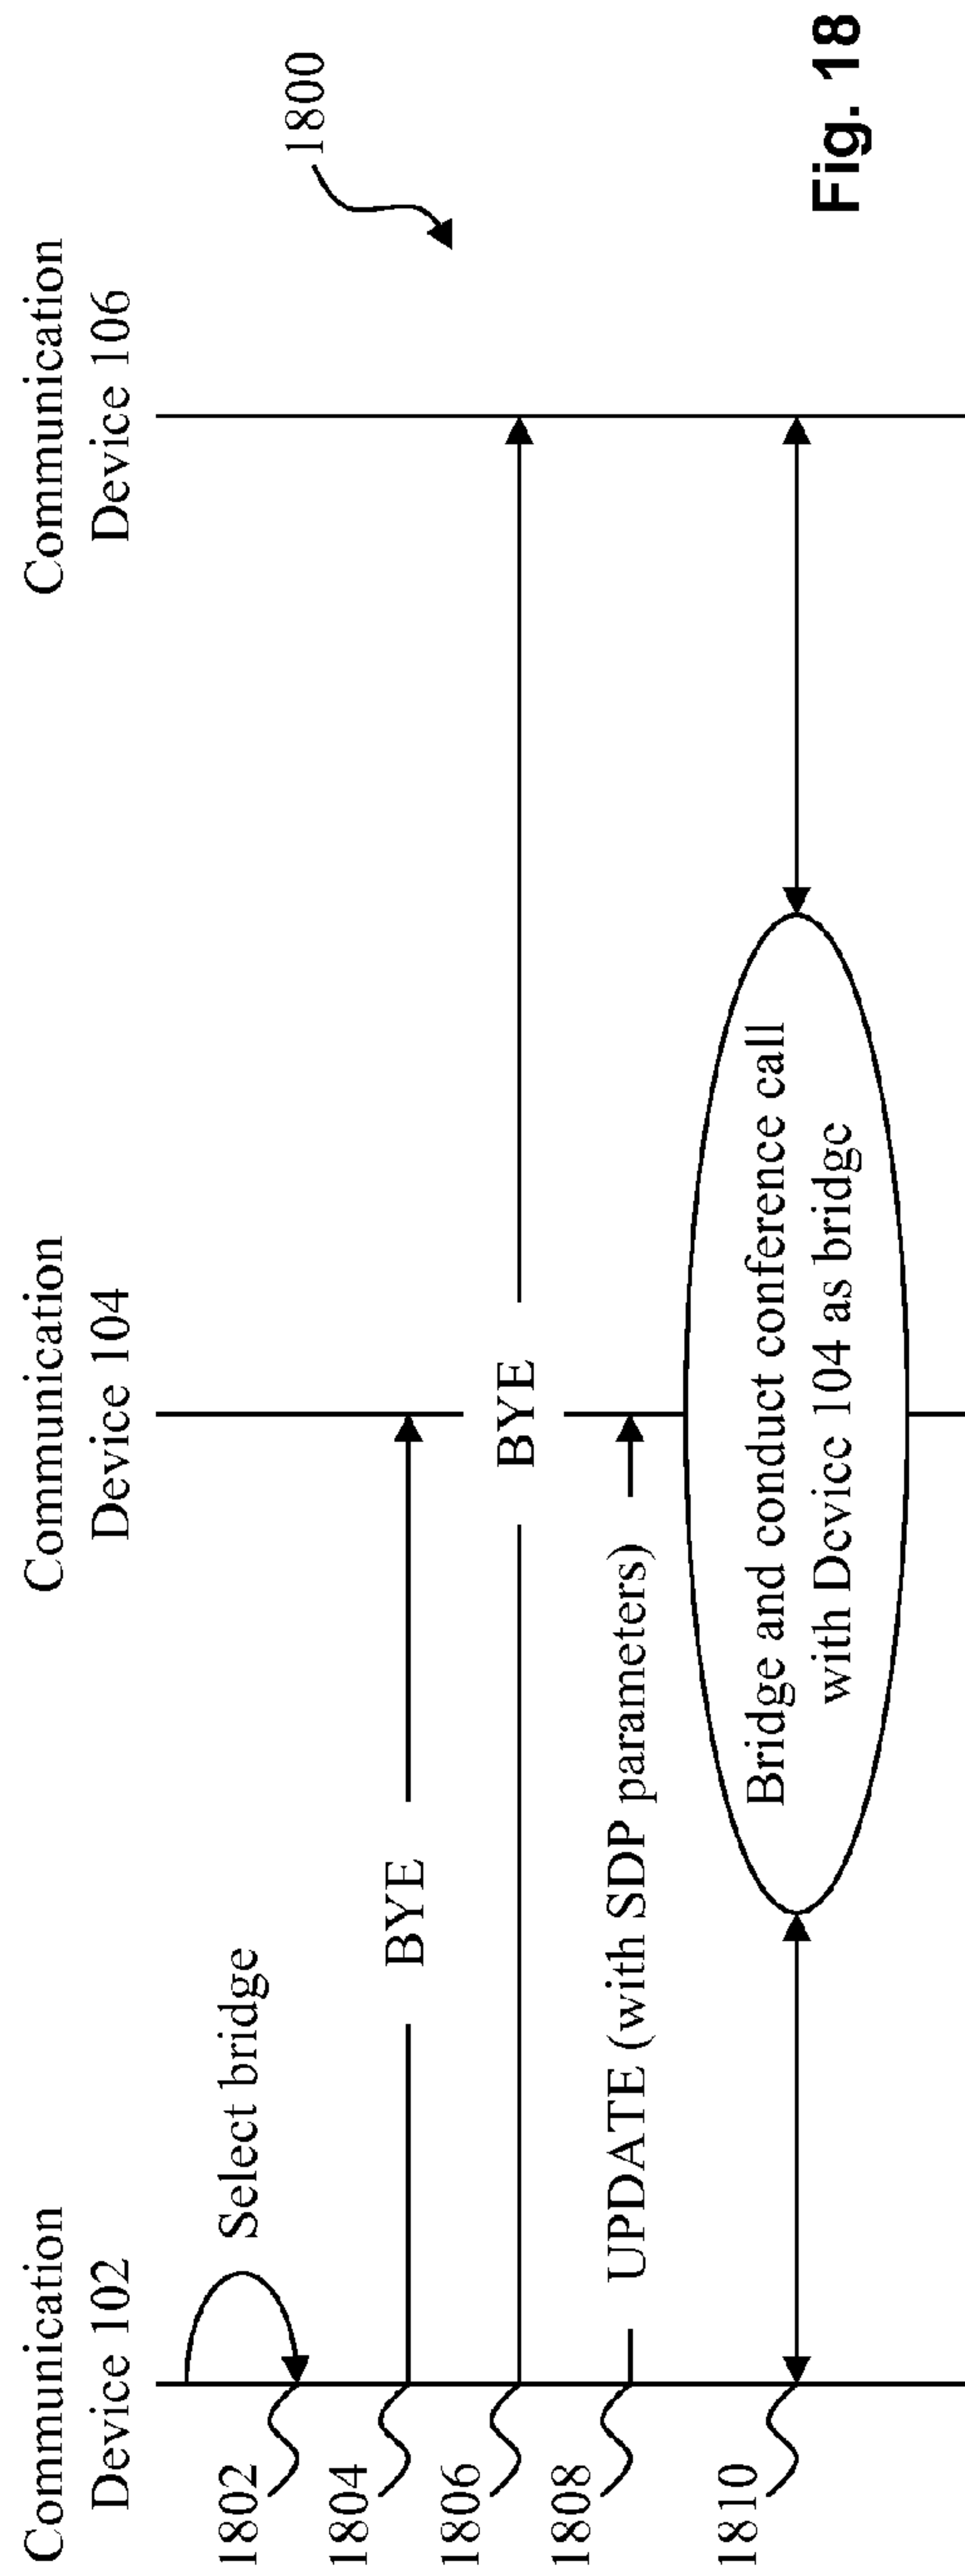 Communication
Device 102
Communication
Device 104
Communication
Device 106
1800
1802
Select bridge
1804
BYE
1806
BYE
1808
UPDATE (with SDP parameters)
1810
Bridge and conduct conference call
with Device 104 as bridge
Fig. 18